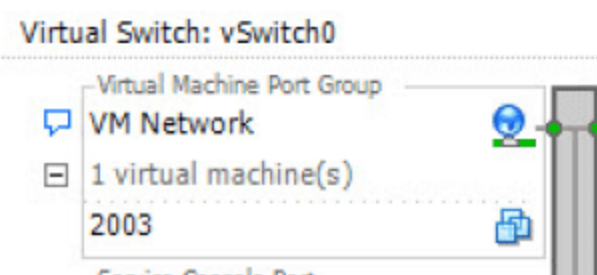 Virtual Switch: vSwitch0
Virtual Machine Port Group
VM Network
1 virtual machine(s)
2003